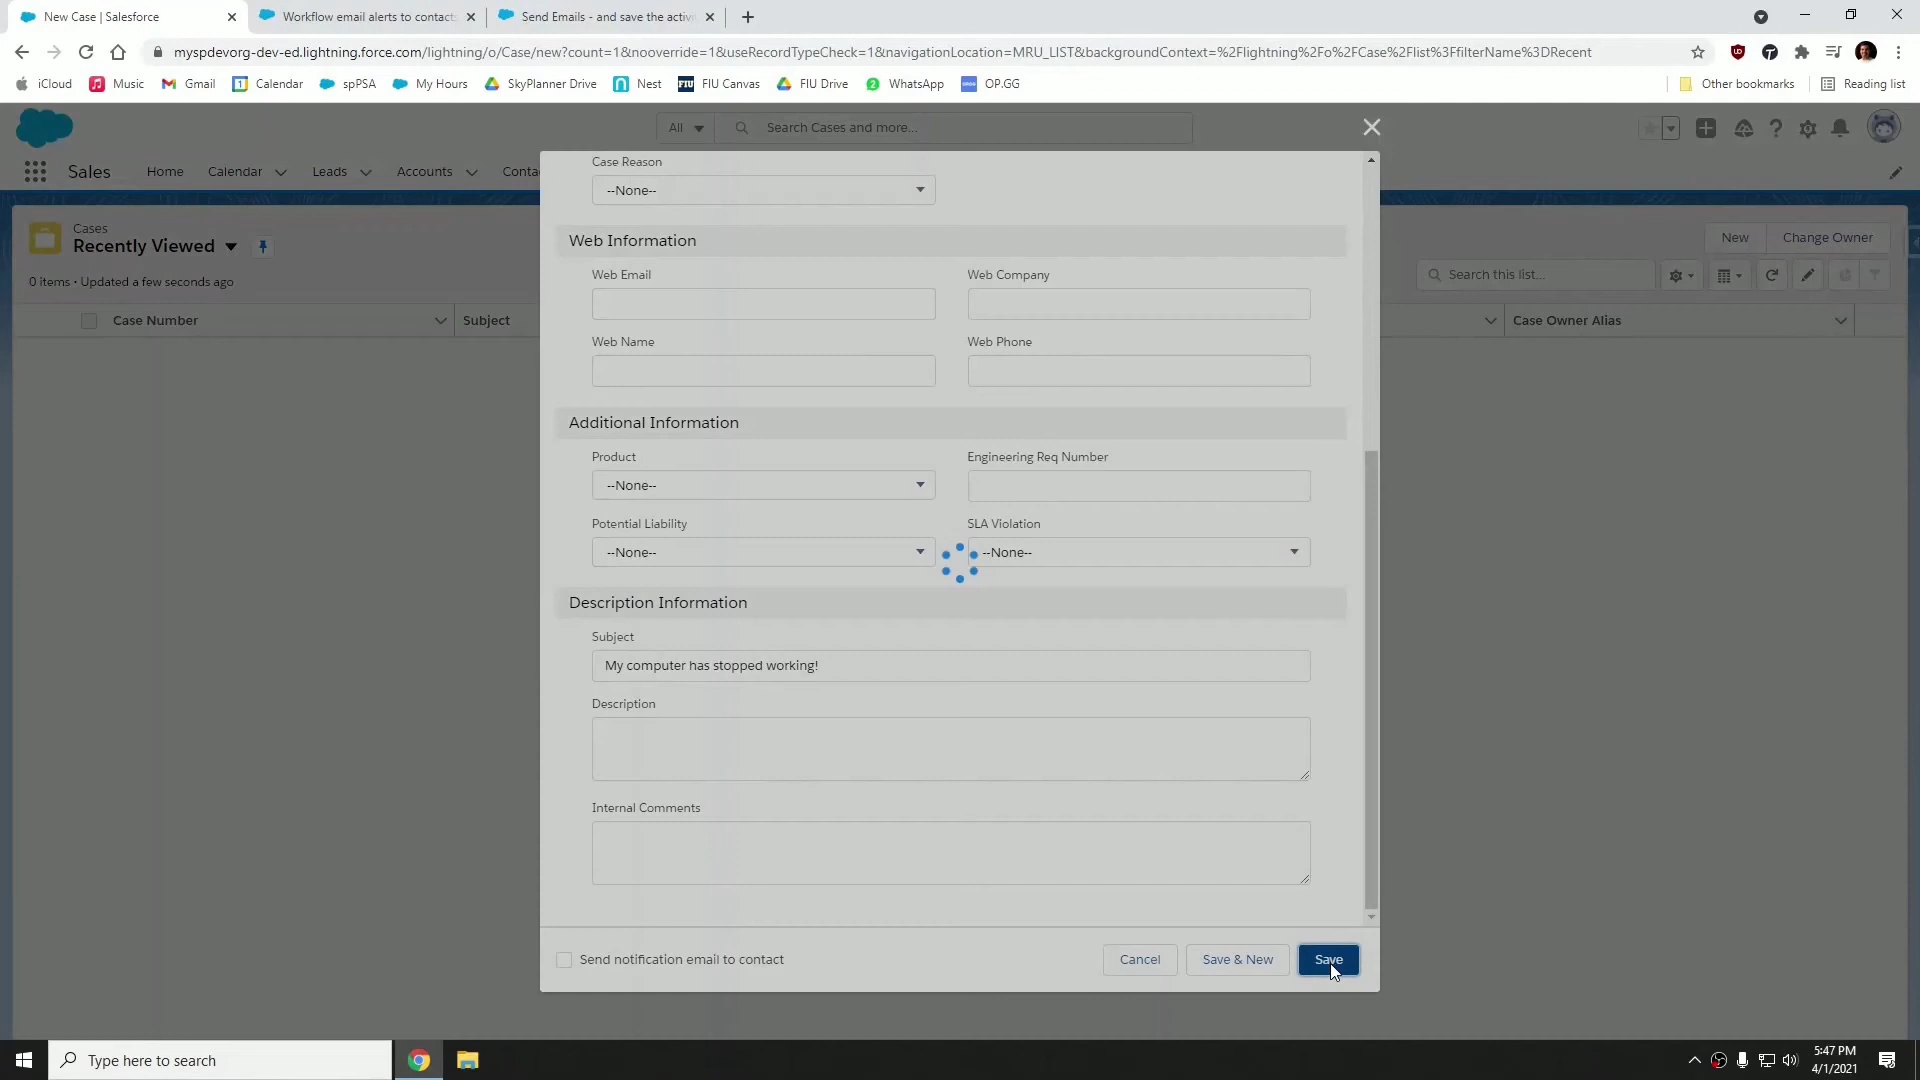 New Case | Salesforce
Workflow email alerts to contacts
Send Emails - and save the activi
myspdevorg-dev-ed.lightning.force.com/lightning/o/Case/new?count=1&nooverride=1&useRecordTypeCheck=1&navigationLocation=MRU_LIST&backgroundContext=%2Flightning%2Fo%2FCase%2Flist%3FfilterName%3DRecent
iCloud Music Gmail Calendar spPSA My Hours SkyPlanner Drive Nest FIU Canvas FIU Drive WhatsApp OP.GG Other bookmarks Reading list
All Search Cases and more...
Sales Home Calendar Leads Accounts Conta
Cases
Recently Viewed
New Change Owner
0 items • Updated a few seconds ago
Search this list...
Case Number Subject Case Owner Alias
Case Reason
--None--
Web Information
Web Email Web Company
Web Name Web Phone
Additional Information
Product Engineering Req Number
--None--
Potential Liability SLA Violation
--None-- --None--
Description Information
Subject
My computer has stopped working!
Description
Internal Comments
Send notification email to contact
Cancel Save & New Save
Type here to search
5:47 PM
4/1/2021